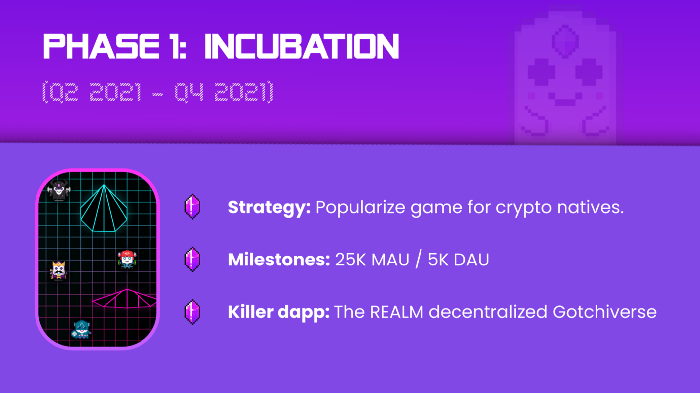 PHASE 1: INCUBATION
(Q2 2021 - Q4 2021)
Strategy: Popularize game for crypto natives.
Milestones: 25K MAU / 5K DAU
Killer dapp: The REALM decentralized Gotchiverse